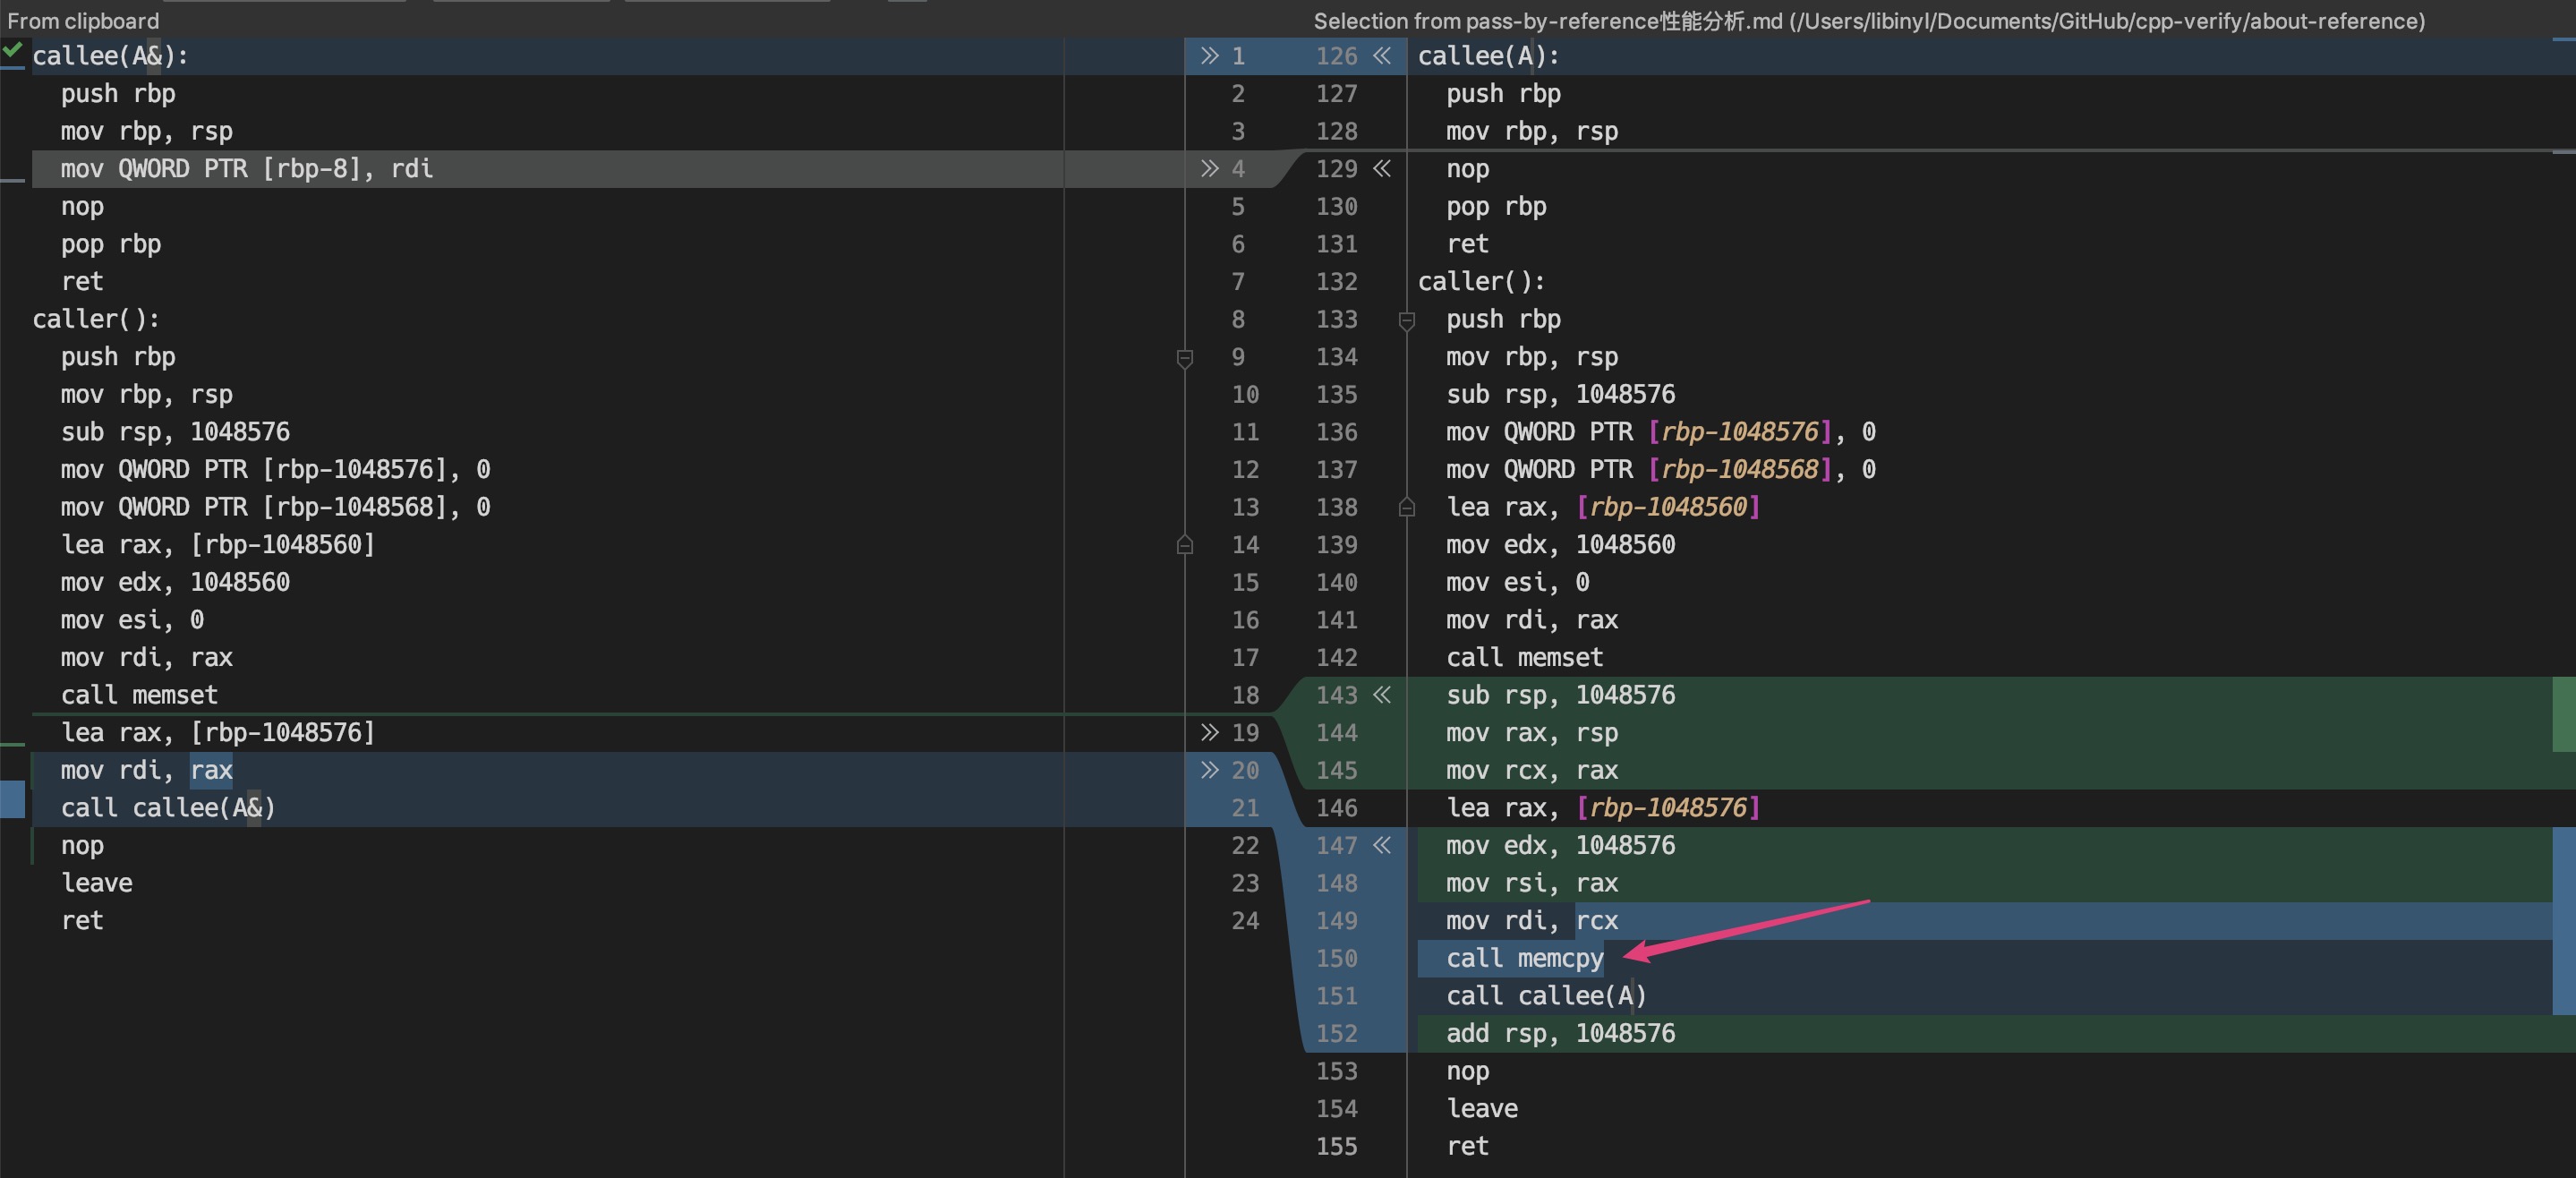 From clipboard
Selection from pass-by-reference性能分析.md (/Users/libinyl/Documents/GitHub/cpp-verify/about-reference)
callee(A&):
push rbp
mov rbp, rsp
mov QWORD PTR [rbp-8], rdi
nop
pop rbp
ret
caller():
push rbp
mov rbp, rsp
sub rsp, 1048576
mov QWORD PTR [rbp-1048576], 0
mov QWORD PTR [rbp-1048568], 0
lea rax, [rbp-1048560]
mov edx, 1048560
mov esi, 0
mov rdi, rax
call memset
lea rax, [rbp-1048576]
mov rdi, rax
call callee(A&)
nop
leave
ret
1 126
2 127
3 128
4 129
5 130
6 131
7 132
8 133
9 134
10 135
11 136
12 137
13 138
14 139
15 140
16 141
17 142
18 143
19 144
20 145
21 146
22 147
23 148
24 149
150
151
152
153
154
155
callee(A):
push rbp
mov rbp, rsp
nop
pop rbp
ret
caller():
push rbp
mov rbp, rsp
sub rsp, 1048576
mov QWORD PTR [rbp-1048576], 0
mov QWORD PTR [rbp-1048568], 0
lea rax, [rbp-1048560]
mov edx, 1048560
mov esi, 0
mov rdi, rax
call memset
sub rsp, 1048576
mov rax, rsp
mov rcx, rax
lea rax, [rbp-1048576]
mov edx, 1048576
mov rsi, rax
mov rdi, rcx
call memcpy
call callee(A)
add rsp, 1048576
nop
leave
ret